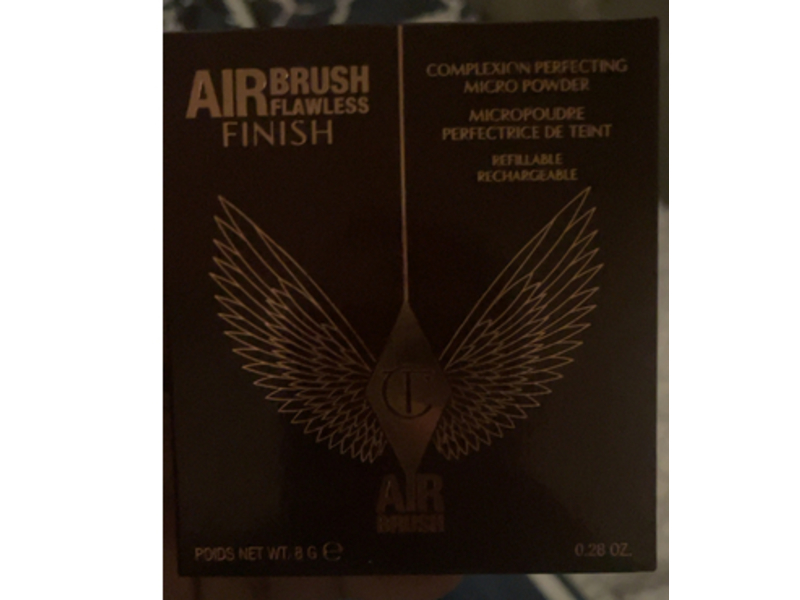 AIRBRUSH
FLAWLESS
FINISH
COMPLEXION PERFECTING
MICRO POWDER
MICROPOUDRE
PERFECTRICE DE TEINT
REFILLABLE
RECHARGEABLE
CT
AIR
BRUSH
POIDS NET WT. 8 G ℮
0.28 OZ.